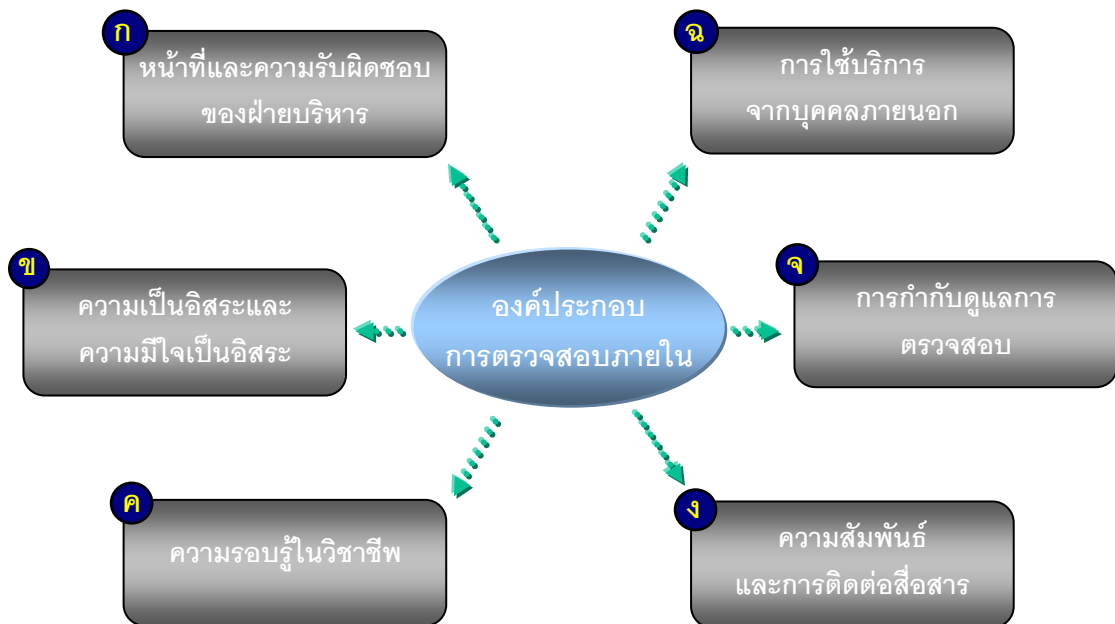 ก
หน้าที่และความรับผิดชอบ
ของฝ่ายบริหาร
ข
ความเป็นอิสระและ
ความมีใจเป็นอิสระ
ค
ความรอบรู้ในวิชาชีพ
องค์ประกอบ
การตรวจสอบภายใน
ง
ความสัมพันธ์
และการติดต่อสื่อสาร
จ
การกำกับดูแลการ
ตรวจสอบ
ฉ
การใช้บริการ
จากบุคคลภายนอก